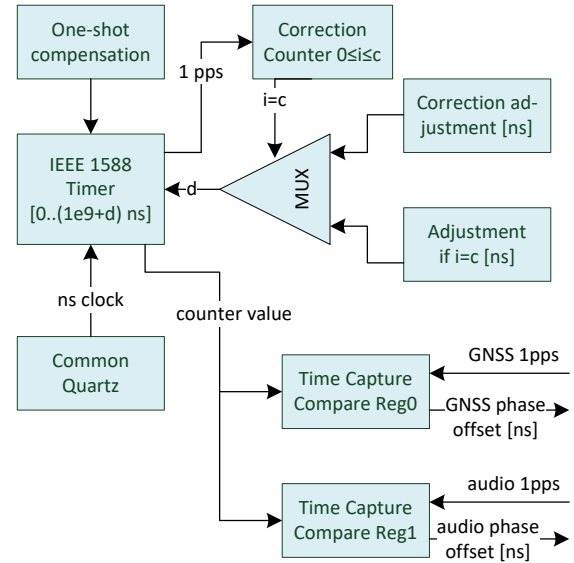 One-shot
compensation
1 pps
Correction
Counter 0≤i≤c
i=c
Correction ad-
justment [ns]
IEEE 1588
Timer
[0..(1e9+d) ns]
d
MUX
Adjustment
if i=c [ns]
ns clock
counter value
Common
Quartz
Time Capture
Compare Reg0
GNSS 1pps
GNSS phase
offset [ns]
Time Capture
Compare Reg1
audio 1pps
audio phase
offset [ns]